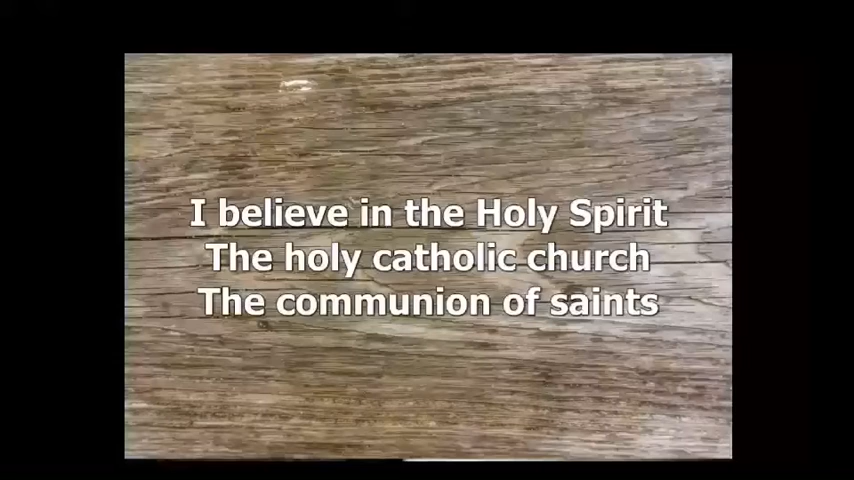 I believe in the Holy Spirit
The holy catholic church
The communion of saints